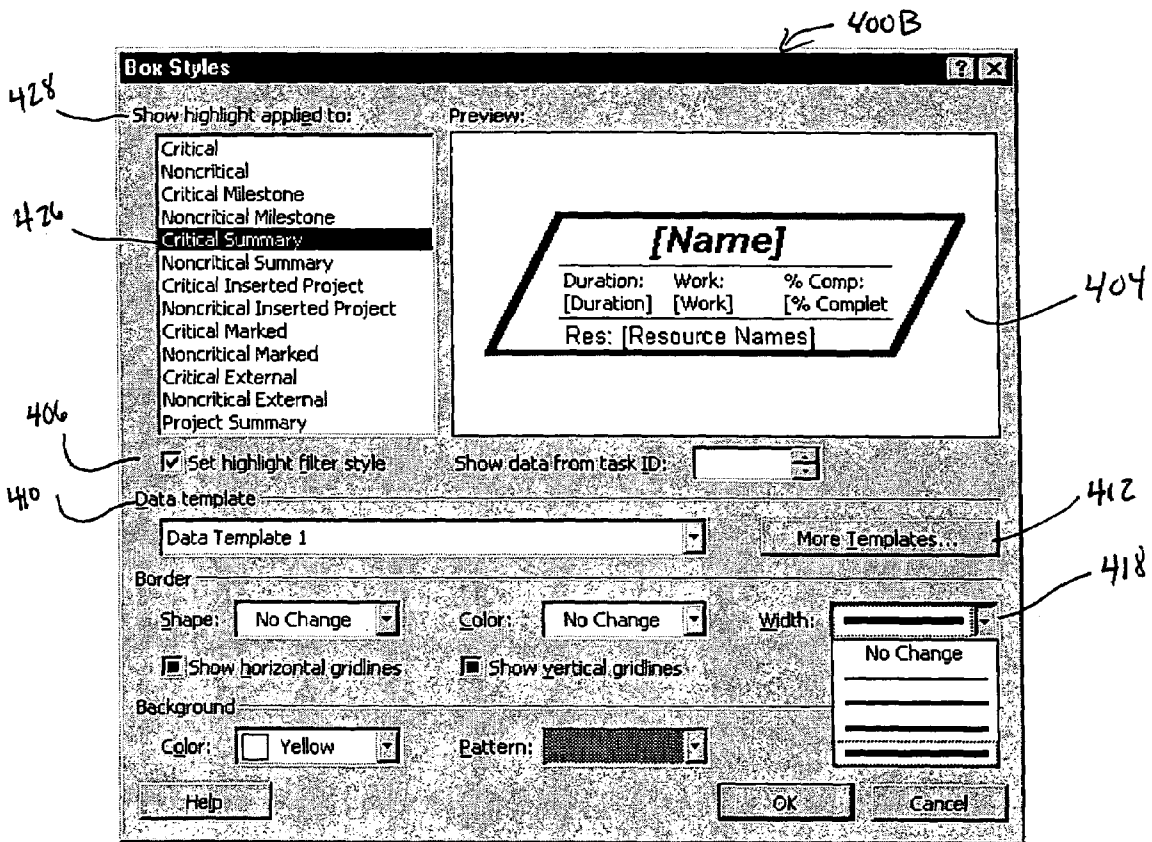 400B
Box Styles
428
Show highlight applied to:
Preview:
Critical
Noncritical
Critical Milestone
Noncritical Milestone
426
Critical Summary
Noncritical Summary
Critical Inserted Project
Noncritical Inserted Project
Critical Marked
Noncritical Marked
Critical External
Noncritical External
Project Summary
[Name]
Duration: Work: % Comp:
[Duration] [Work] [% Complet
Res: [Resource Names]
404
406
Set highlight filter style
Show data from task ID:
410
Data template
412
Data Template 1
More Templates...
Border
418
Shape: No Change
Color: No Change
Width:
No Change
Show horizontal gridlines
Show vertical gridlines
Background
Color: Yellow
Pattern:
Help
OK
Cancel